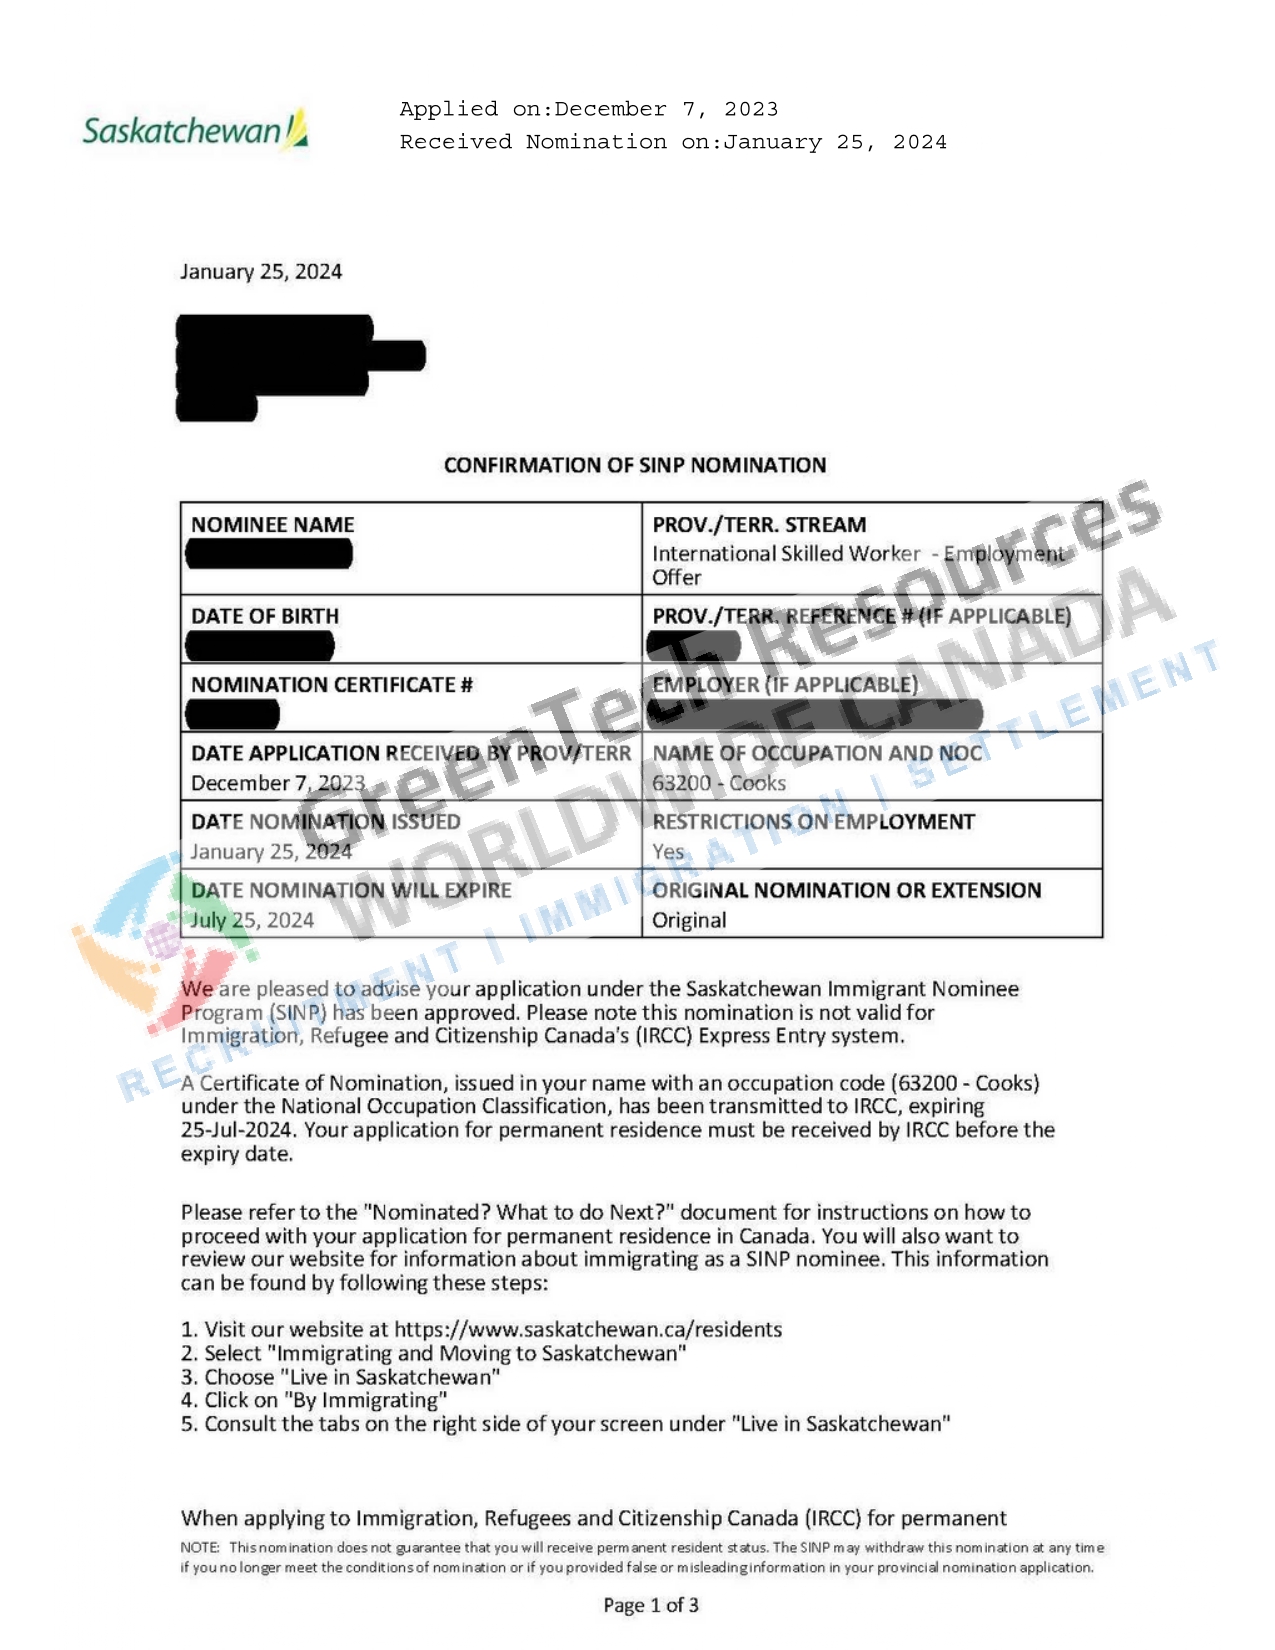 Saskatchewan
Applied on:December 7, 2023
Received Nomination on:January 25, 2024
January 25, 2024
CONFIRMATION OF SINP NOMINATION
NOMINEE NAME
PROV./TERR. STREAM
International Skilled Worker - Employment
Offer
DATE OF BIRTH
PROV./TERR. REFERENCE # (IF APPLICABLE)
NOMINATION CERTIFICATE #
EMPLOYER (IF APPLICABLE)
DATE APPLICATION RECEIVED BY PROV/TERR
December 7, 2023
NAME OF OCCUPATION AND NOC
63200 - Cooks
DATE NOMINATION ISSUED
January 25, 2024
RESTRICTIONS ON EMPLOYMENT
Yes
DATE NOMINATION WILL EXPIRE
July 25, 2024
ORIGINAL NOMINATION OR EXTENSION
Original
GreenTech Resources
WORLDWIDE CANADA
RECRUITMENT | IMMIGRATION | SETTLEMENT
We are pleased to advise your application under the Saskatchewan Immigrant Nominee
Program (SINP) has been approved. Please note this nomination is not valid for
Immigration, Refugee and Citizenship Canada's (IRCC) Express Entry system.
A Certificate of Nomination, issued in your name with an occupation code (63200 - Cooks)
under the National Occupation Classification, has been transmitted to IRCC, expiring
25-Jul-2024. Your application for permanent residence must be received by IRCC before the
expiry date.
Please refer to the "Nominated? What to do Next?" document for instructions on how to
proceed with your application for permanent residence in Canada. You will also want to
review our website for information about immigrating as a SINP nominee. This information
can be found by following these steps:
1. Visit our website at https://www.saskatchewan.ca/residents
2. Select "Immigrating and Moving to Saskatchewan"
3. Choose "Live in Saskatchewan"
4. Click on "By Immigrating"
5. Consult the tabs on the right side of your screen under "Live in Saskatchewan"
When applying to Immigration, Refugees and Citizenship Canada (IRCC) for permanent
NOTE: This nomination does not guarantee that you will receive permanent resident status. The SINP may withdraw this nomination at any time
if you no longer meet the conditions of nomination or if you provided false or misleading information in your provincial nomination application.
Page 1 of 3